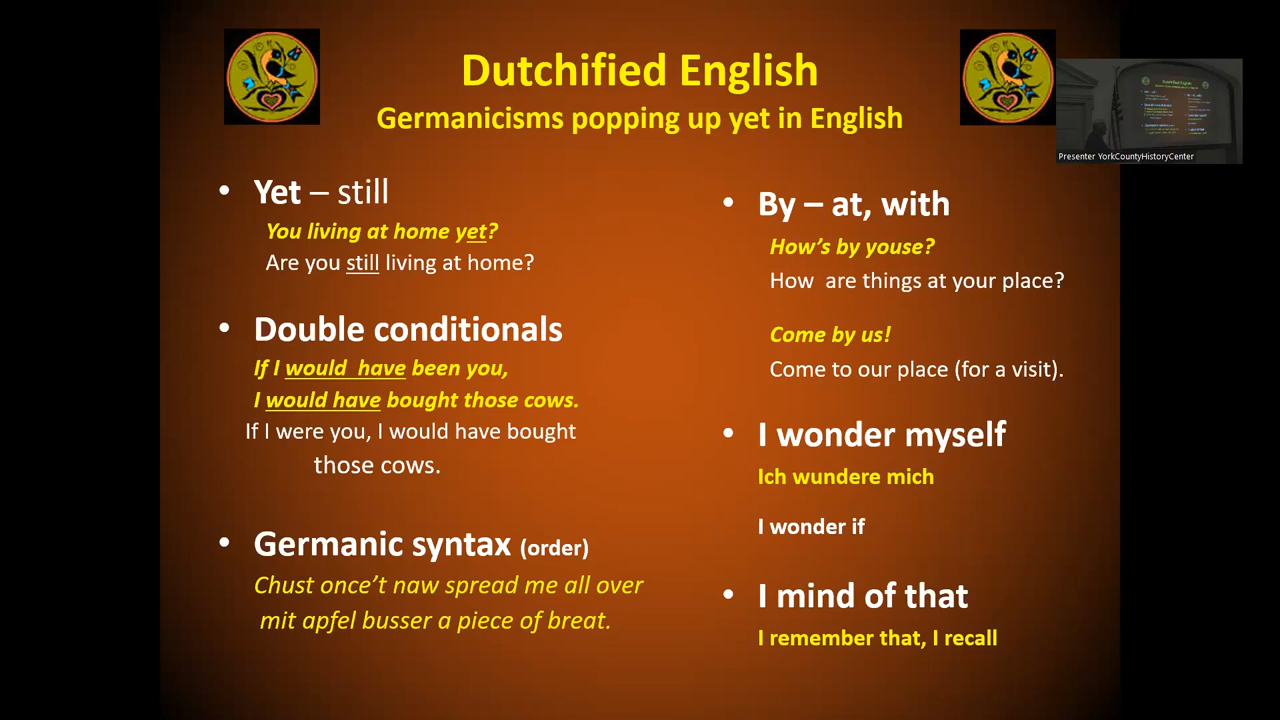 Dutchified English
Germanicisms popping up yet in English
Presenter YorkCountyHistoryCenter
• Yet – still
You living at home yet?
Are you still living at home?
• Double conditionals
If I would have been you,
I would have bought those cows.
If I were you, I would have bought
those cows.
• Germanic syntax (order)
Chust once't naw spread me all over
mit apfel busser a piece of breat.
• By – at, with
How's by youse?
How are things at your place?
Come by us!
Come to our place (for a visit).
• I wonder myself
Ich wundere mich
I wonder if
• I mind of that
I remember that, I recall